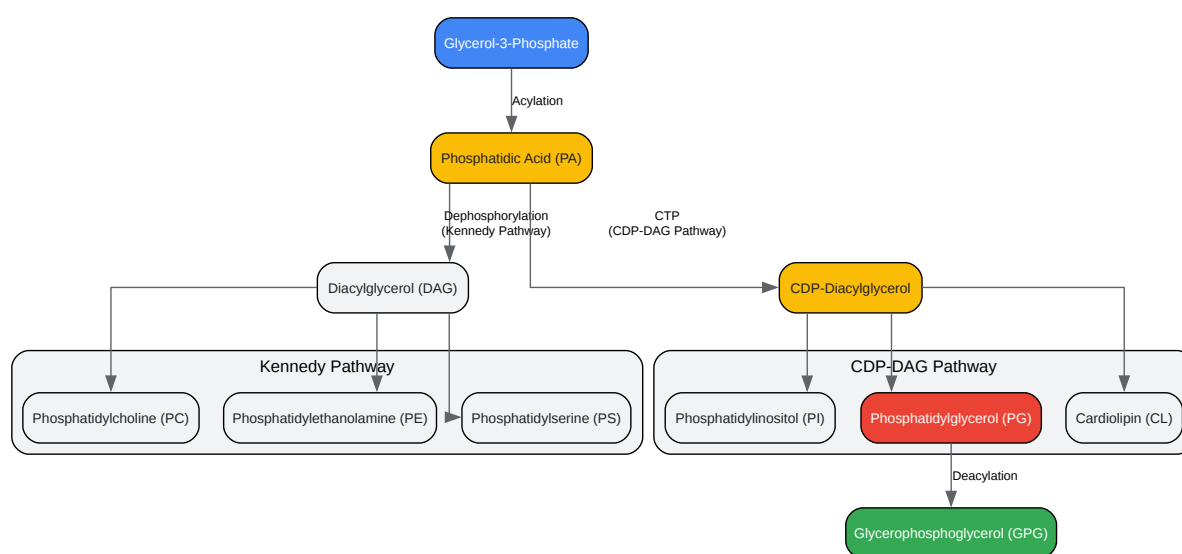 Glycerol-3-Phosphate
Acylation
Phosphatidic Acid (PA)
Dephosphorylation
(Kennedy Pathway)
CTP
(CDP-DAG Pathway)
Diacylglycerol (DAG)
CDP-Diacylglycerol
Kennedy Pathway
CDP-DAG Pathway
Phosphatidylcholine (PC)
Phosphatidylethanolamine (PE)
Phosphatidylserine (PS)
Phosphatidylinositol (PI)
Phosphatidylglycerol (PG)
Cardiolipin (CL)
Deacylation
Glycerophosphoglycerol (GPG)